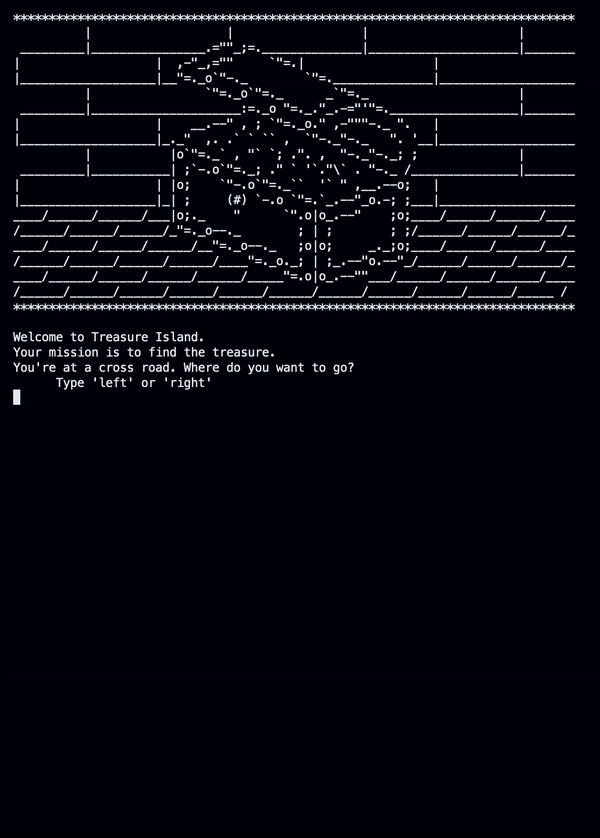 Welcome to Treasure Island.
Your mission is to find the treasure.
You're at a cross road. Where do you want to go?
Type 'left' or 'right'